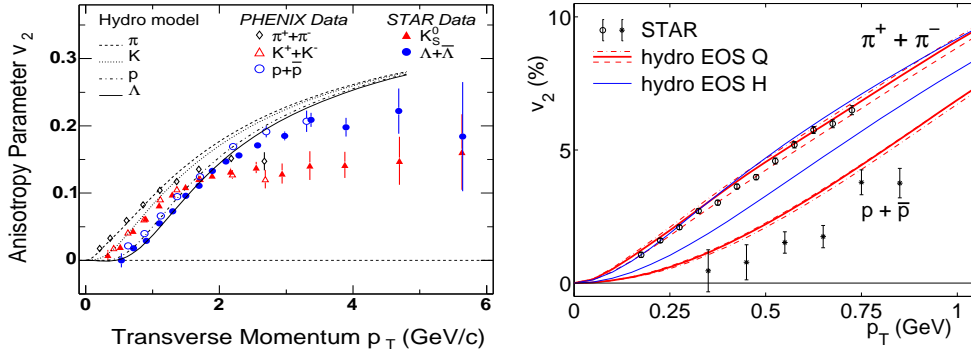 Hydro model
π
K
p
Λ
PHENIX Data
π⁺+π⁻
K⁺+K⁻
p+p̅
STAR Data
K⁰S
Λ+Λ̅
Anisotropy Parameter v₂
0.3
0.2
0.1
0
0 2 4 6
Transverse Momentum p_T (GeV/c)
10
5
0
v₂ (%)
STAR
hydro EOS Q
hydro EOS H
π⁺ + π⁻
p + p̅
0 0.25 0.5 0.75 1
p_T (GeV)